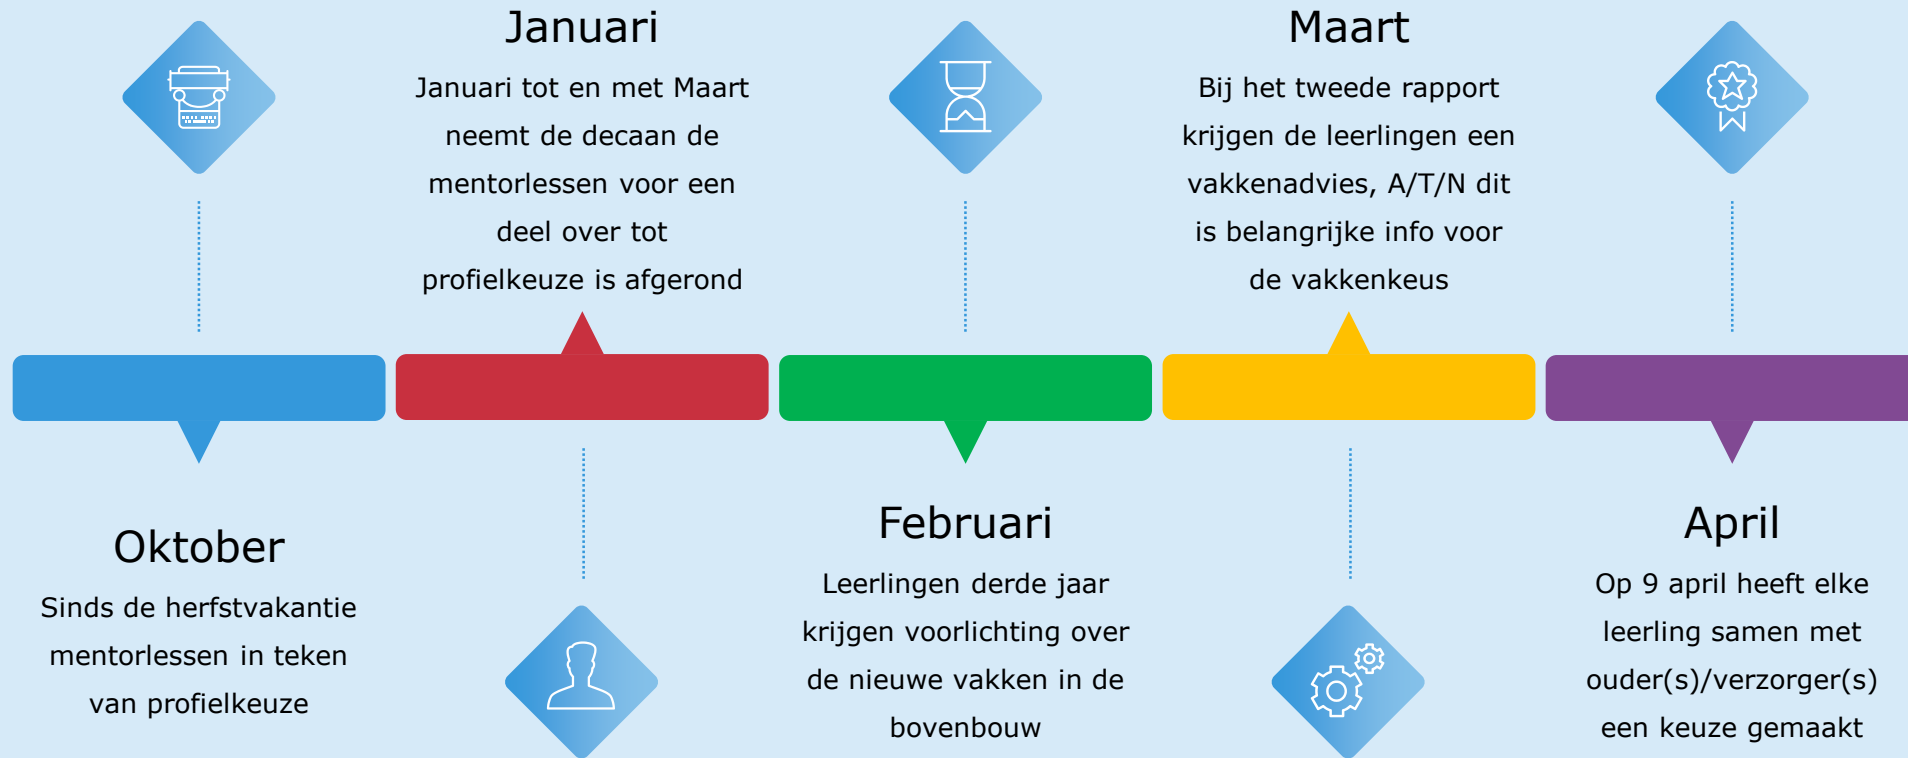 Oktober
Sinds de herfstvakantie
mentorlessen in teken
van profielkeuze
Januari
Januari tot en met Maart
neemt de decaan de
mentorlessen voor een
deel over tot
profielkeuze is afgerond
Februari
Leerlingen derde jaar
krijgen voorlichting over
de nieuwe vakken in de
bovenbouw
Maart
Bij het tweede rapport
krijgen de leerlingen een
vakkenadvies, A/T/N dit
is belangrijke info voor
de vakkenkeus
April
Op 9 april heeft elke
leerling samen met
ouder(s)/verzorger(s)
een keuze gemaakt